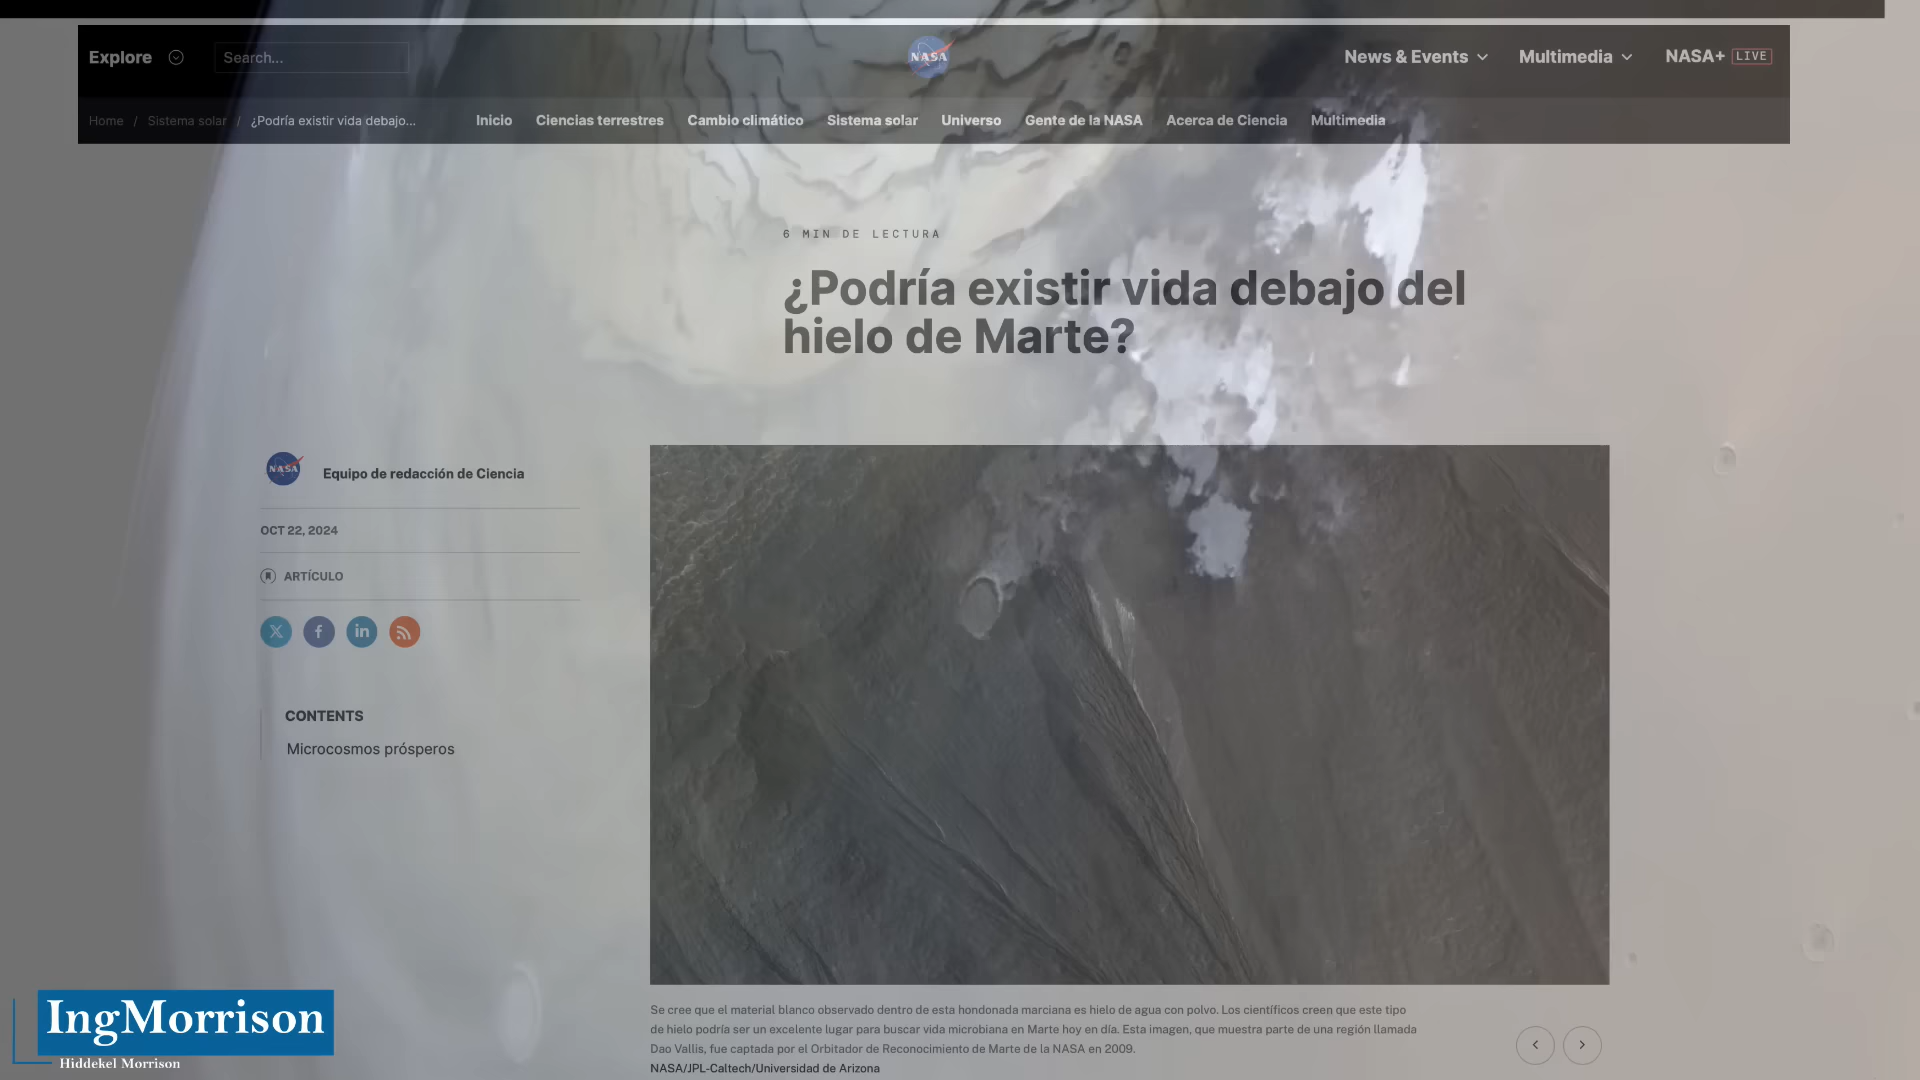 Explore
Search...
NASA
News & Events
Multimedia
NASA+ LIVE
Home / Sistema solar / ¿Podría existir vida debajo...
Inicio
Ciencias terrestres
Cambio climático
Sistema solar
Universo
Gente de la NASA
Acerca de Ciencia
Multimedia
6 MIN DE LECTURA
¿Podría existir vida debajo del
hielo de Marte?
NASA
Equipo de redacción de Ciencia
OCT 22, 2024
ARTÍCULO
CONTENTS
Microcosmos prósperos
Se cree que el material blanco observado dentro de esta hondonada marciana es hielo de agua con polvo. Los científicos creen que este tipo
de hielo podría ser un excelente lugar para buscar vida microbiana en Marte hoy en día. Esta imagen, que muestra parte de una región llamada
Dao Vallis, fue captada por el Orbitador de Reconocimiento de Marte de la NASA en 2009.
NASA/JPL-Caltech/Universidad de Arizona
IngMorrison
Hiddekel Morrison